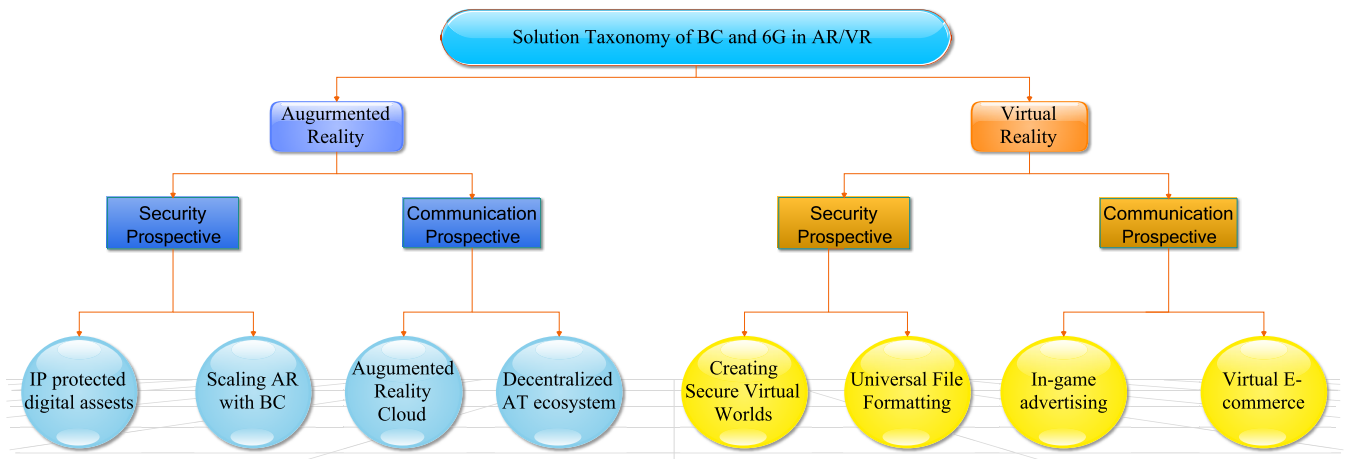 Solution Taxonomy of BC and 6G in AR/VR
Augurmented
Reality
Virtual
Reality
Security
Prospective
Communication
Prospective
Security
Prospective
Communication
Prospective
IP protected
digital assests
Scaling AR
with BC
Augumented
Reality
Cloud
Decentralized
AT ecosystem
Creating
Secure Virtual
Worlds
Universal File
Formatting
In-game
advertising
Virtual E-
commerce